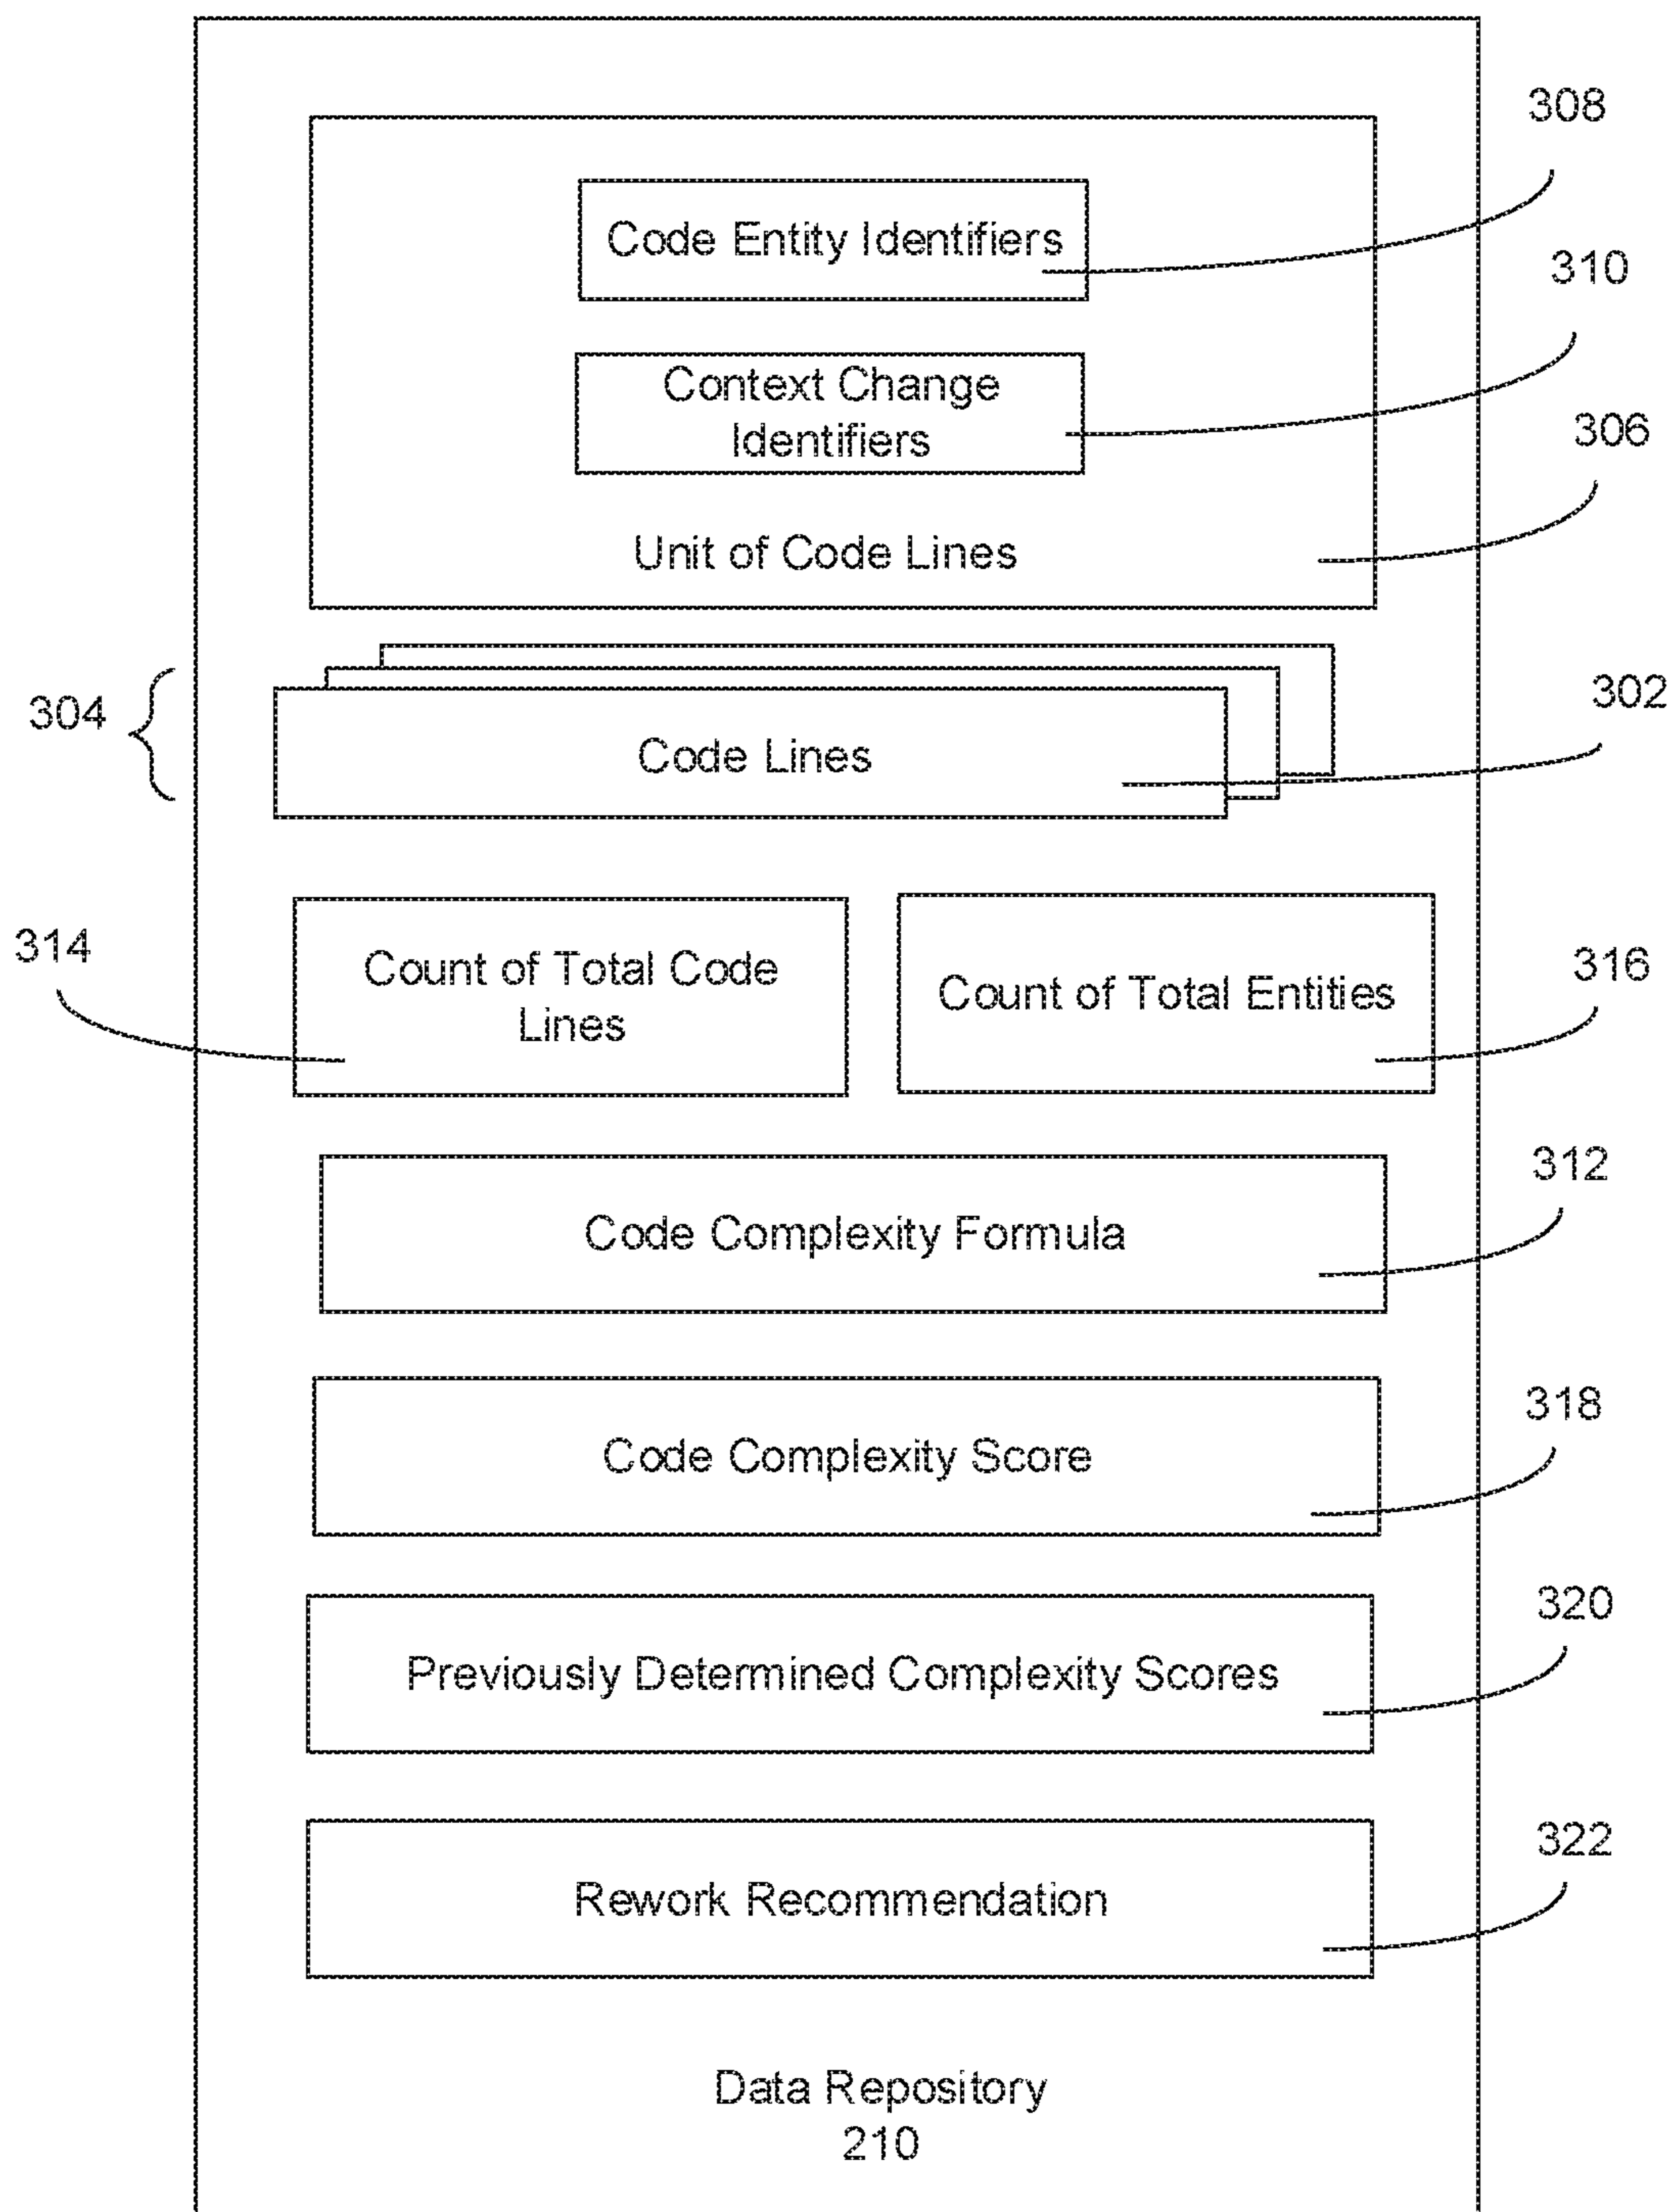 308
Code Entity Identifiers
310
Context Change
Identifiers
306
Unit of Code Lines
304
302
Code Lines
314
Count of Total Code
Lines
316
Count of Total Entities
312
Code Complexity Formula
318
Code Complexity Score
320
Previously Determined Complexity Scores
322
Rework Recommendation
Data Repository
210